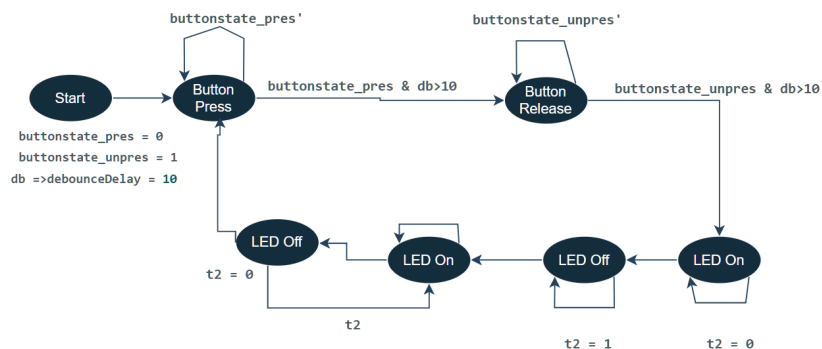 buttonstate_pres'
buttonstate_unpres'
Start
Button
Press
buttonstate_pres & db>10
Button
Release
buttonstate_unpres & db>10
buttonstate_pres = 0
buttonstate_unpres = 1
db =>debounceDelay = 10
LED Off
LED On
LED Off
LED On
t2 = 0
t2
t2 = 1
t2 = 0